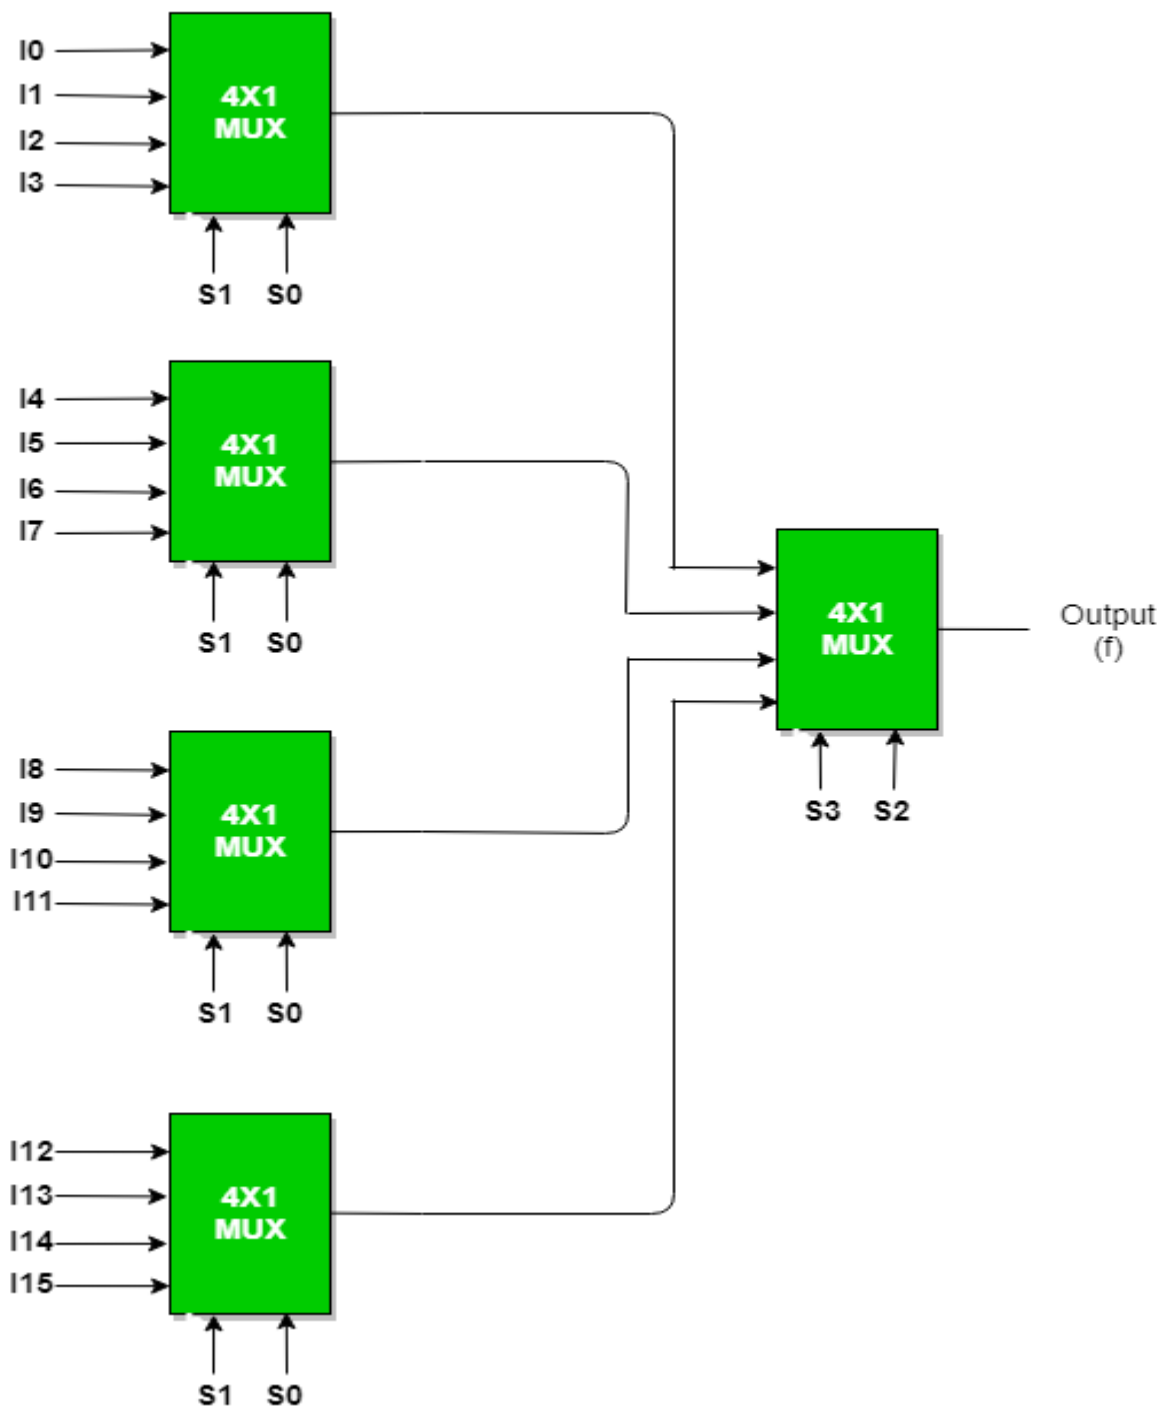 I0
I1
I2
I3
4X1
MUX
S1 S0
I4
I5
I6
I7
4X1
MUX
S1 S0
I8
I9
I10
I11
4X1
MUX
S1 S0
I12
I13
I14
I15
4X1
MUX
S1 S0
4X1
MUX
S3 S2
Output
(f)